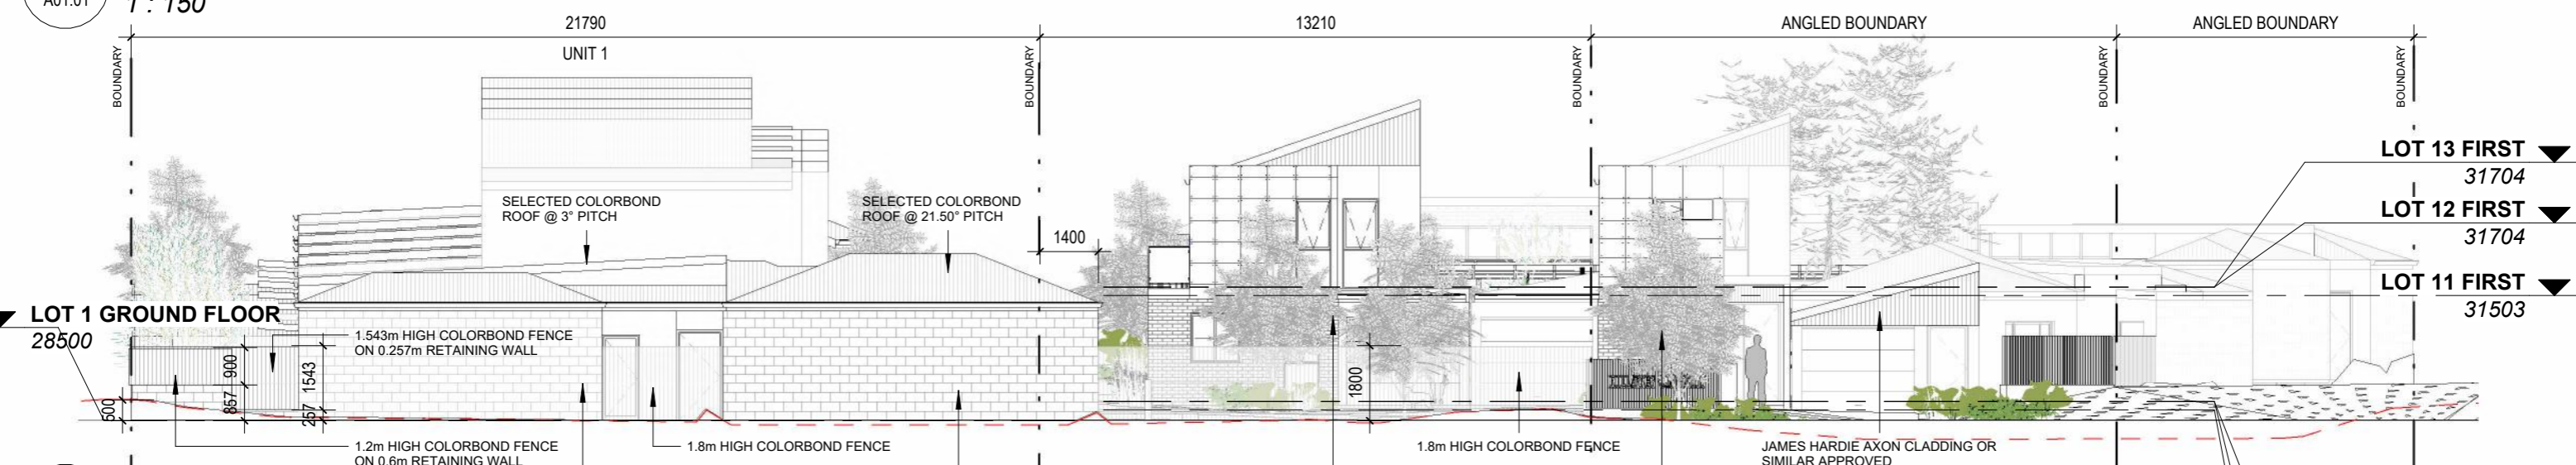 A01.01
1 : 150
21790
13210
ANGLED BOUNDARY
ANGLED BOUNDARY
UNIT 1
BOUNDARY
BOUNDARY
BOUNDARY
BOUNDARY
BOUNDARY
LOT 13 FIRST
31704
SELECTED COLORBOND
ROOF @ 3° PITCH
SELECTED COLORBOND
ROOF @ 21.50° PITCH
LOT 12 FIRST
31704
1400
LOT 11 FIRST
31503
LOT 1 GROUND FLOOR
28500
1.543m HIGH COLORBOND FENCE
ON 0.257m RETAINING WALL
900
1543
1800
600
857
257
1.2m HIGH COLORBOND FENCE
ON 0.6m RETAINING WALL
1.8m HIGH COLORBOND FENCE
1.8m HIGH COLORBOND FENCE
JAMES HARDIE AXON CLADDING OR
SIMILAR APPROVED